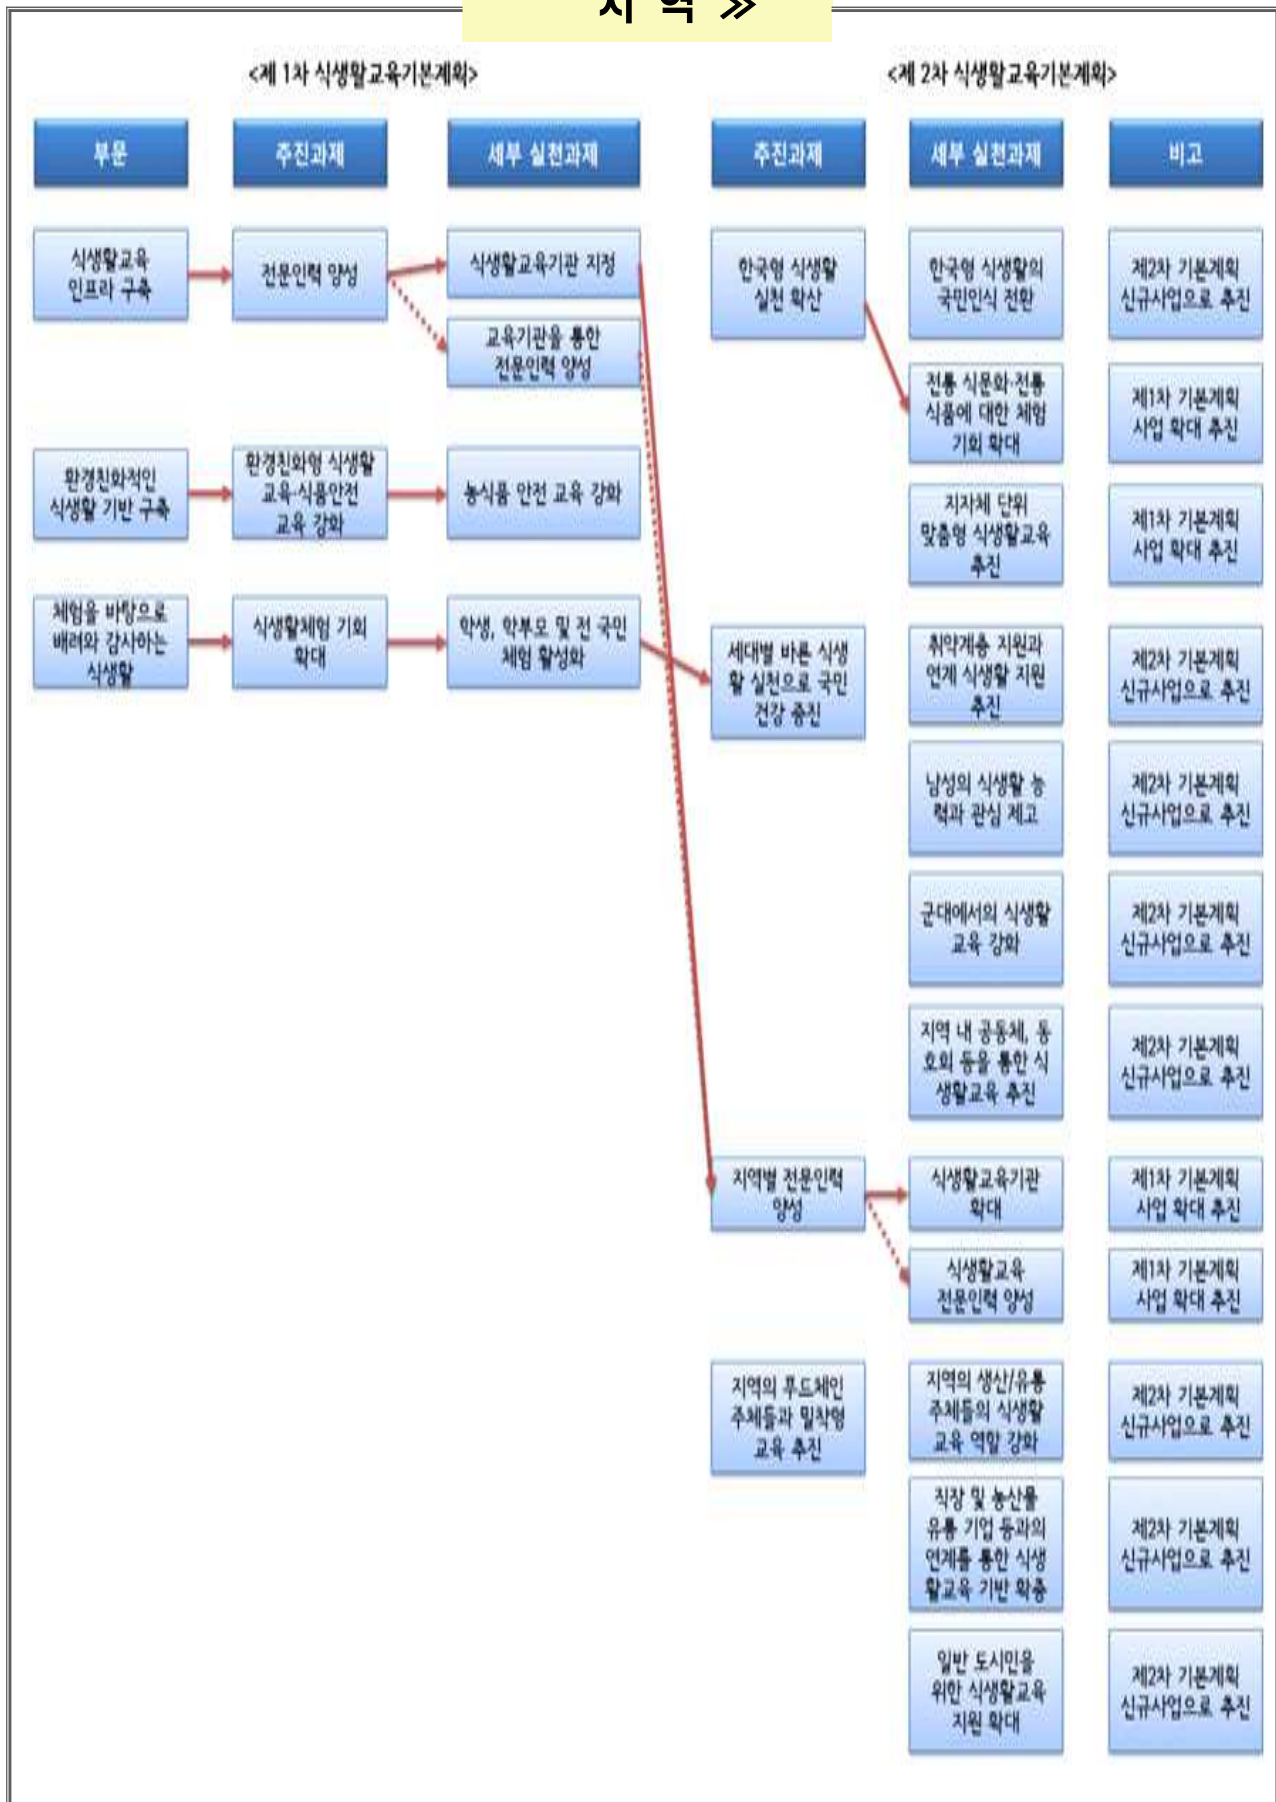 지 역 ≫
<제 1차 식생활교육기본계획>
<제 2차 식생활교육기본계획>
부문
추진과제
세부 실천과제
추진과제
세부 실천과제
비고
식생활교육
인프라 구축
전문인력 양성
식생활교육기관 지정
교육기관을 통한
전문인력 양성
한국형 식생활
실천 확산
한국형 식생활의
국민인식 전환
제2차 기본계획
신규사업으로 추진
전통 식문화·전통
식품에 대한 체험
기회 확대
제1차 기본계획
사업 확대 추진
환경친화적인
식생활 기반 구축
환경친화형 식생활
교육·식품안전
교육 강화
농식품 안전 교육 강화
지자체 단위
맞춤형 식생활교육
추진
제1차 기본계획
사업 확대 추진
체험을 바탕으로
배려와 감사하는
식생활
식생활체험 기회
확대
학생, 학부모 및 전 국민
체험 활성화
세대별 바른 식생
활 실천으로 국민
건강 증진
취약계층 지원과
연계 식생활 지원
추진
제2차 기본계획
신규사업으로 추진
남성의 식생활 능
력과 관심 제고
제2차 기본계획
신규사업으로 추진
군대에서의 식생활
교육 강화
제2차 기본계획
신규사업으로 추진
지역 내 공동체, 동
호회 등을 통한 식
생활교육 추진
제2차 기본계획
신규사업으로 추진
지역별 전문인력
양성
식생활교육기관
확대
제1차 기본계획
사업 확대 추진
식생활교육
전문인력 양성
제1차 기본계획
사업 확대 추진
지역의 푸드체인
주체들과 밀착형
교육 추진
지역의 생산/유통
주체들의 식생활
교육 역할 강화
제2차 기본계획
신규사업으로 추진
직장 및 농산물
유통 기업 등과의
연계를 통한 식생
활교육 기반 확충
제2차 기본계획
신규사업으로 추진
일반 도시민을
위한 식생활교육
지원 확대
제2차 기본계획
신규사업으로 추진